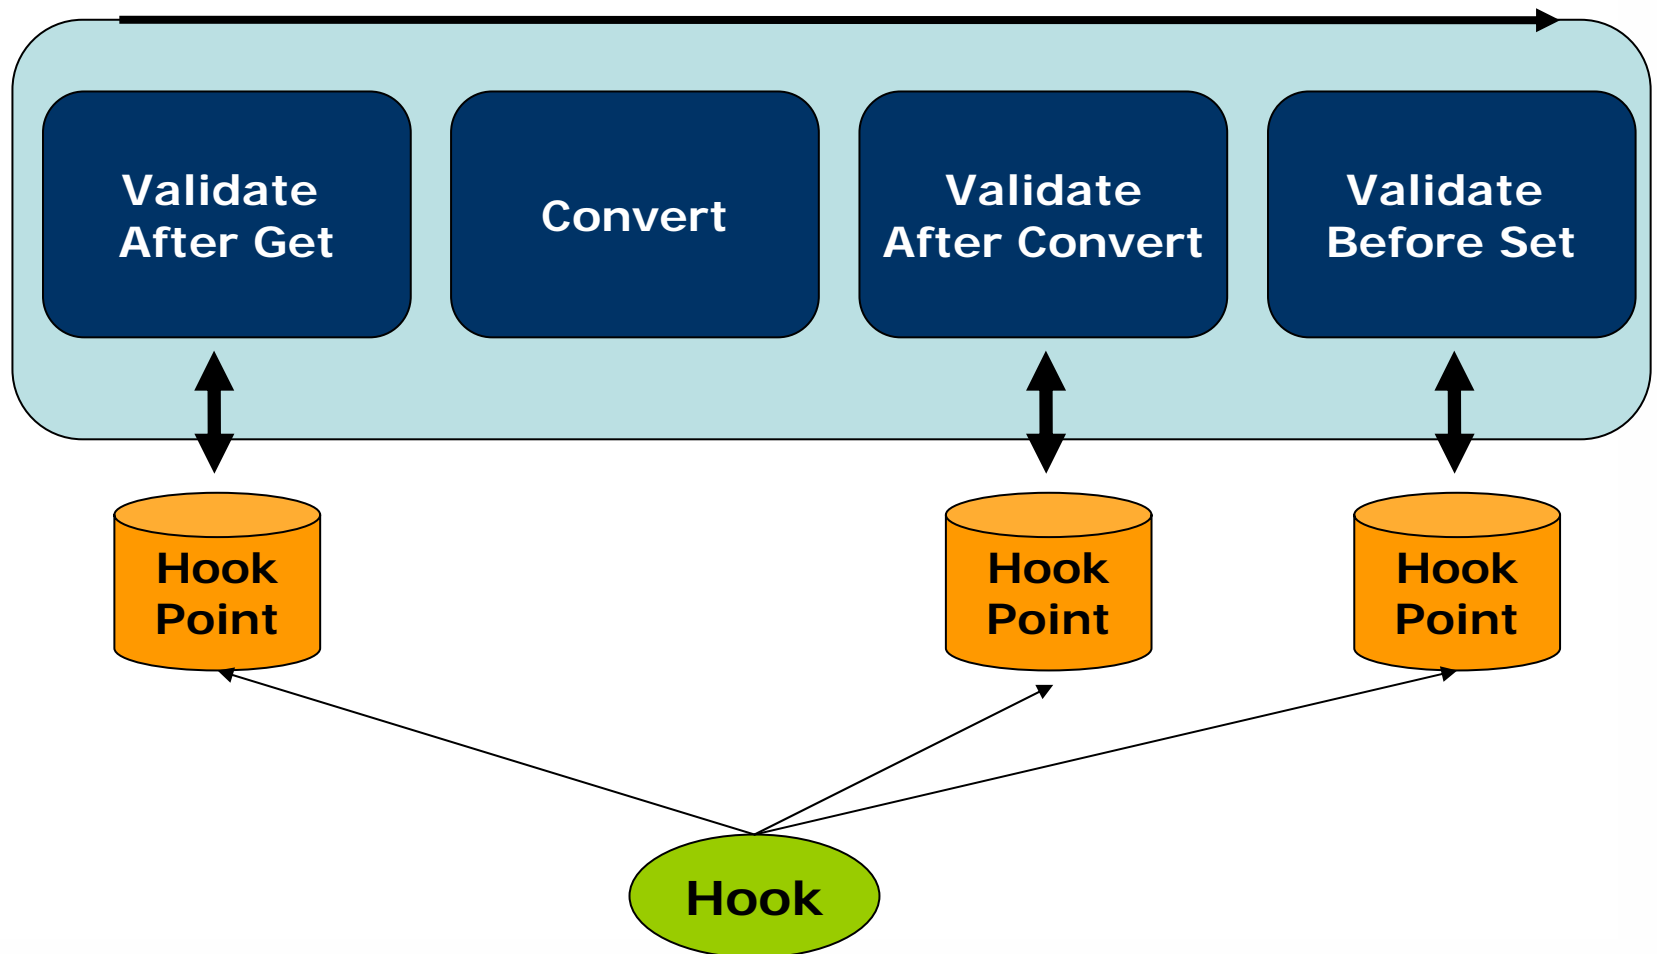 Validate
After Get
Convert
Validate
After Convert
Validate
Before Set
Hook
Point
Hook
Point
Hook
Point
Hook